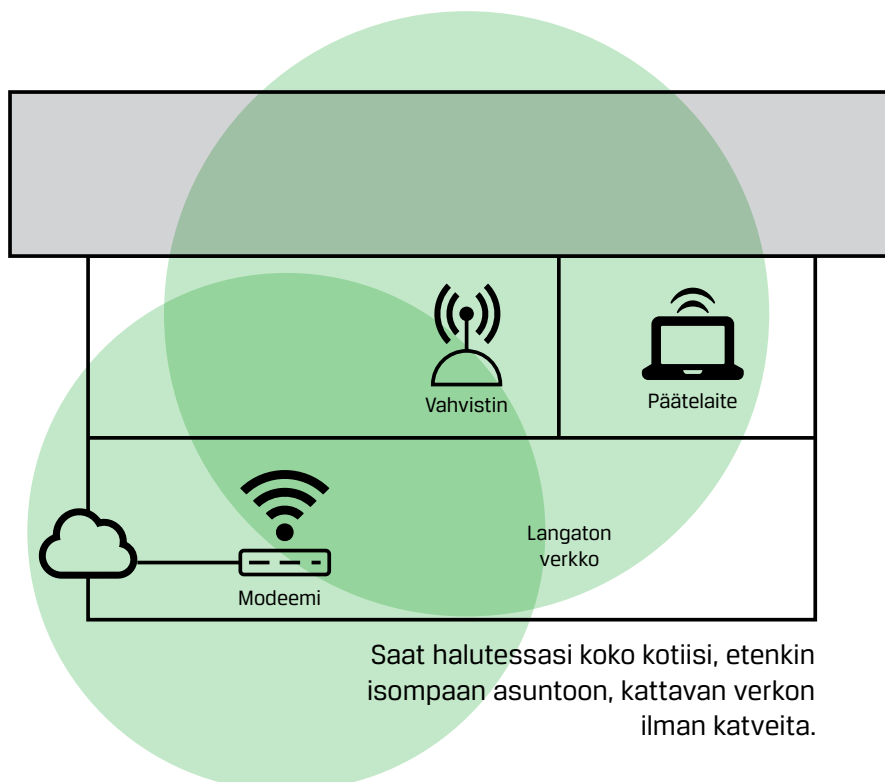 Vahvistin
Päätelaite
Langaton
verkko
Modeemi
Saat halutessasi koko kotiisi, etenkin
isompaan asuntoon, kattavan verkon
ilman katveita.